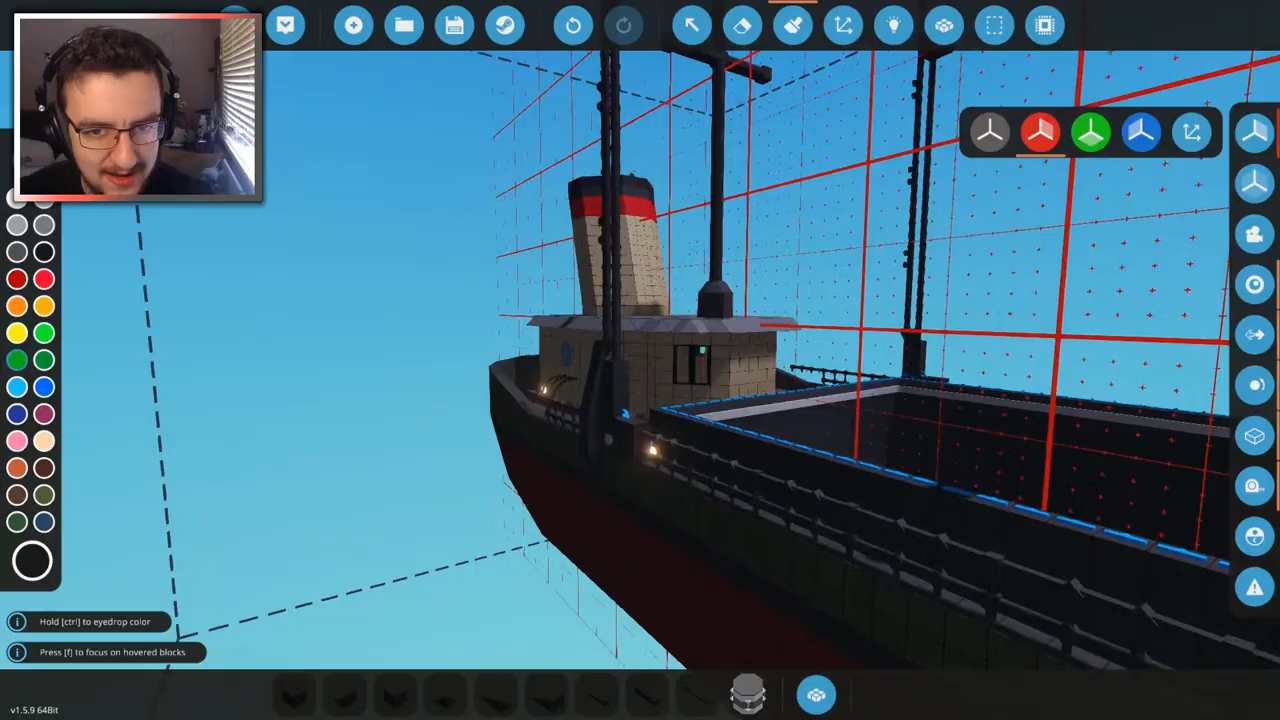 Hold [ctrl] to eyedrop color
Press [f] to focus on hovered blocks
v1.5.9 64Bit